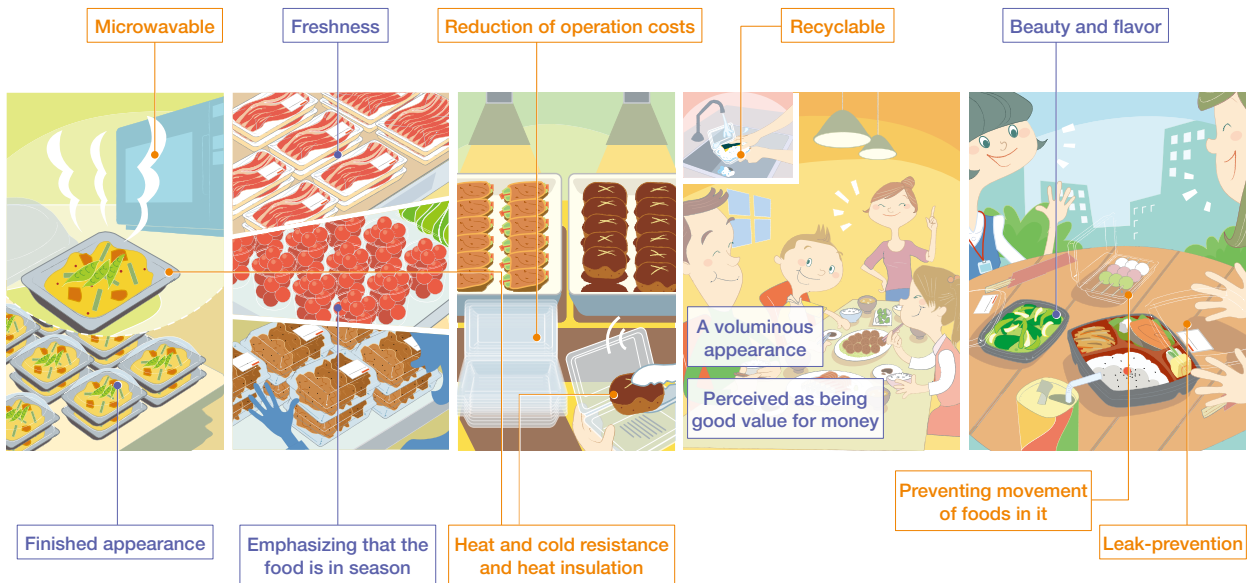 Microwavable
Freshness
Reduction of operation costs
Recyclable
Beauty and flavor
A voluminous
appearance
Perceived as being
good value for money
Preventing movement
of foods in it
Finished appearance
Emphasizing that the
food is in season
Heat and cold resistance
and heat insulation
Leak-prevention